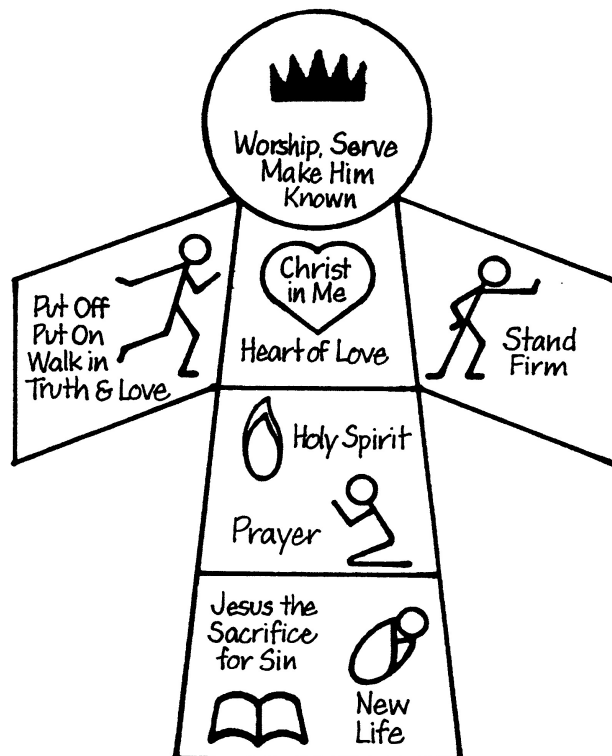 Worship, Serve
Make Him
Known
Put Off
Put On
Walk in
Truth & Love
Christ
in Me
Heart of Love
Stand
Firm
Holy Spirit
Prayer
Jesus the
Sacrifice
for Sin
New
Life